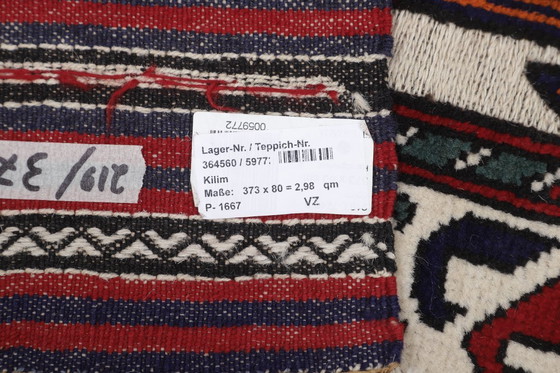 0059772
Lager-Nr. / Teppich-Nr.
364560 / 5977
Kilim
Maße: 373 x 80 = 2,98 qm
P- 1667 VZ